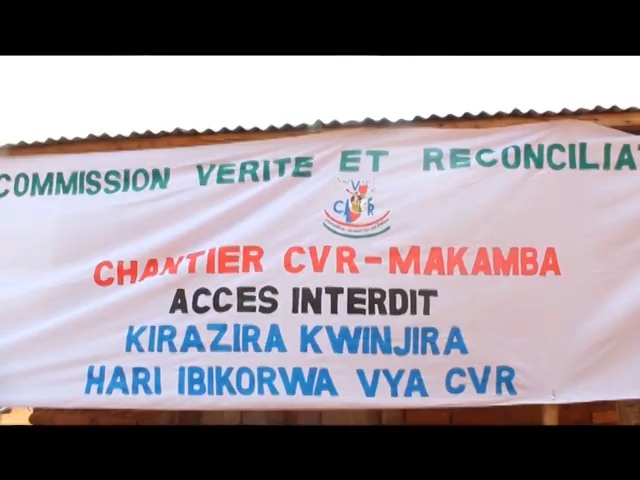 COMMISSION VERITE ET RECONCILIAT
CVR
CHANTIER CVR-MAKAMBA
ACCES INTERDIT
KIRAZIRA KWINJIRA
HARI IBIKORWA VYA CVR